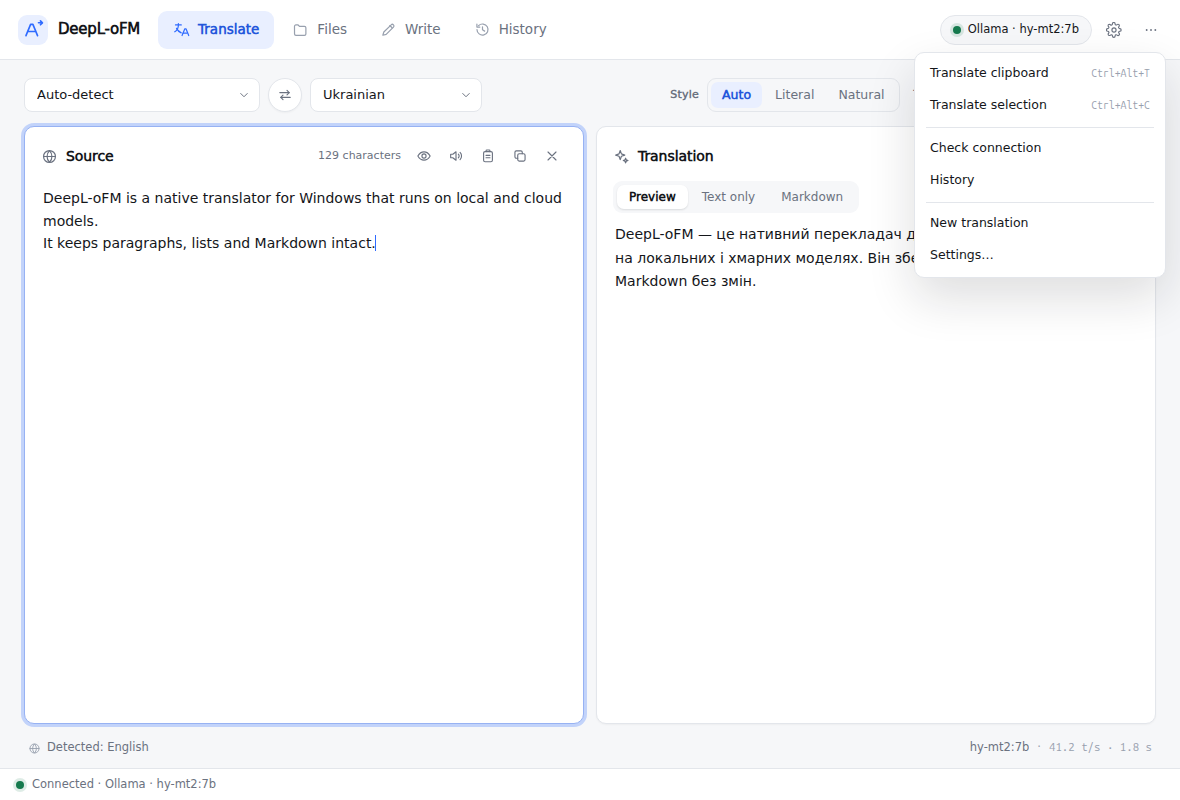 DeepL-oFM
Translate
Files
Write
History
Ollama · hy-mt2:7b
Auto-detect
Ukrainian
Style
Auto
Literal
Natural
Translate clipboard Ctrl+Alt+T
Translate selection Ctrl+Alt+C
Check connection
History
New translation
Settings…
Source
129 characters
DeepL-oFM is a native translator for Windows that runs on local and cloud
models.
It keeps paragraphs, lists and Markdown intact.
Translation
Preview
Text only
Markdown
DeepL-oFM — це нативний перекладач
на локальних і хмарних моделях. Він
Markdown без змін.
Detected: English
hy-mt2:7b · 41.2 t/s · 1.8 s
Connected · Ollama · hy-mt2:7b